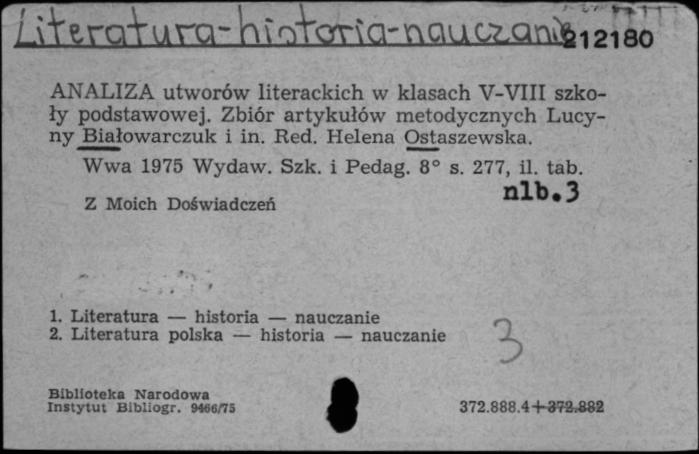 Literatura-historia-nauczanie
212180
ANALIZA utworów literackich w klasach V-VIII szko-
ły podstawowej. Zbiór artykułów metodycznych Lucy-
ny Białowarczuk i in. Red. Helena Ostaszewska.
Wwa 1975 Wydaw. Szk. i Pedag. 8° s. 277, il. tab.
nlb.3
Z Moich Doświadczeń
1. Literatura — historia — nauczanie
2. Literatura polska — historia — nauczanie
3
Biblioteka Narodowa
Instytut Bibliogr. 9466/75
372.888.4+372.882